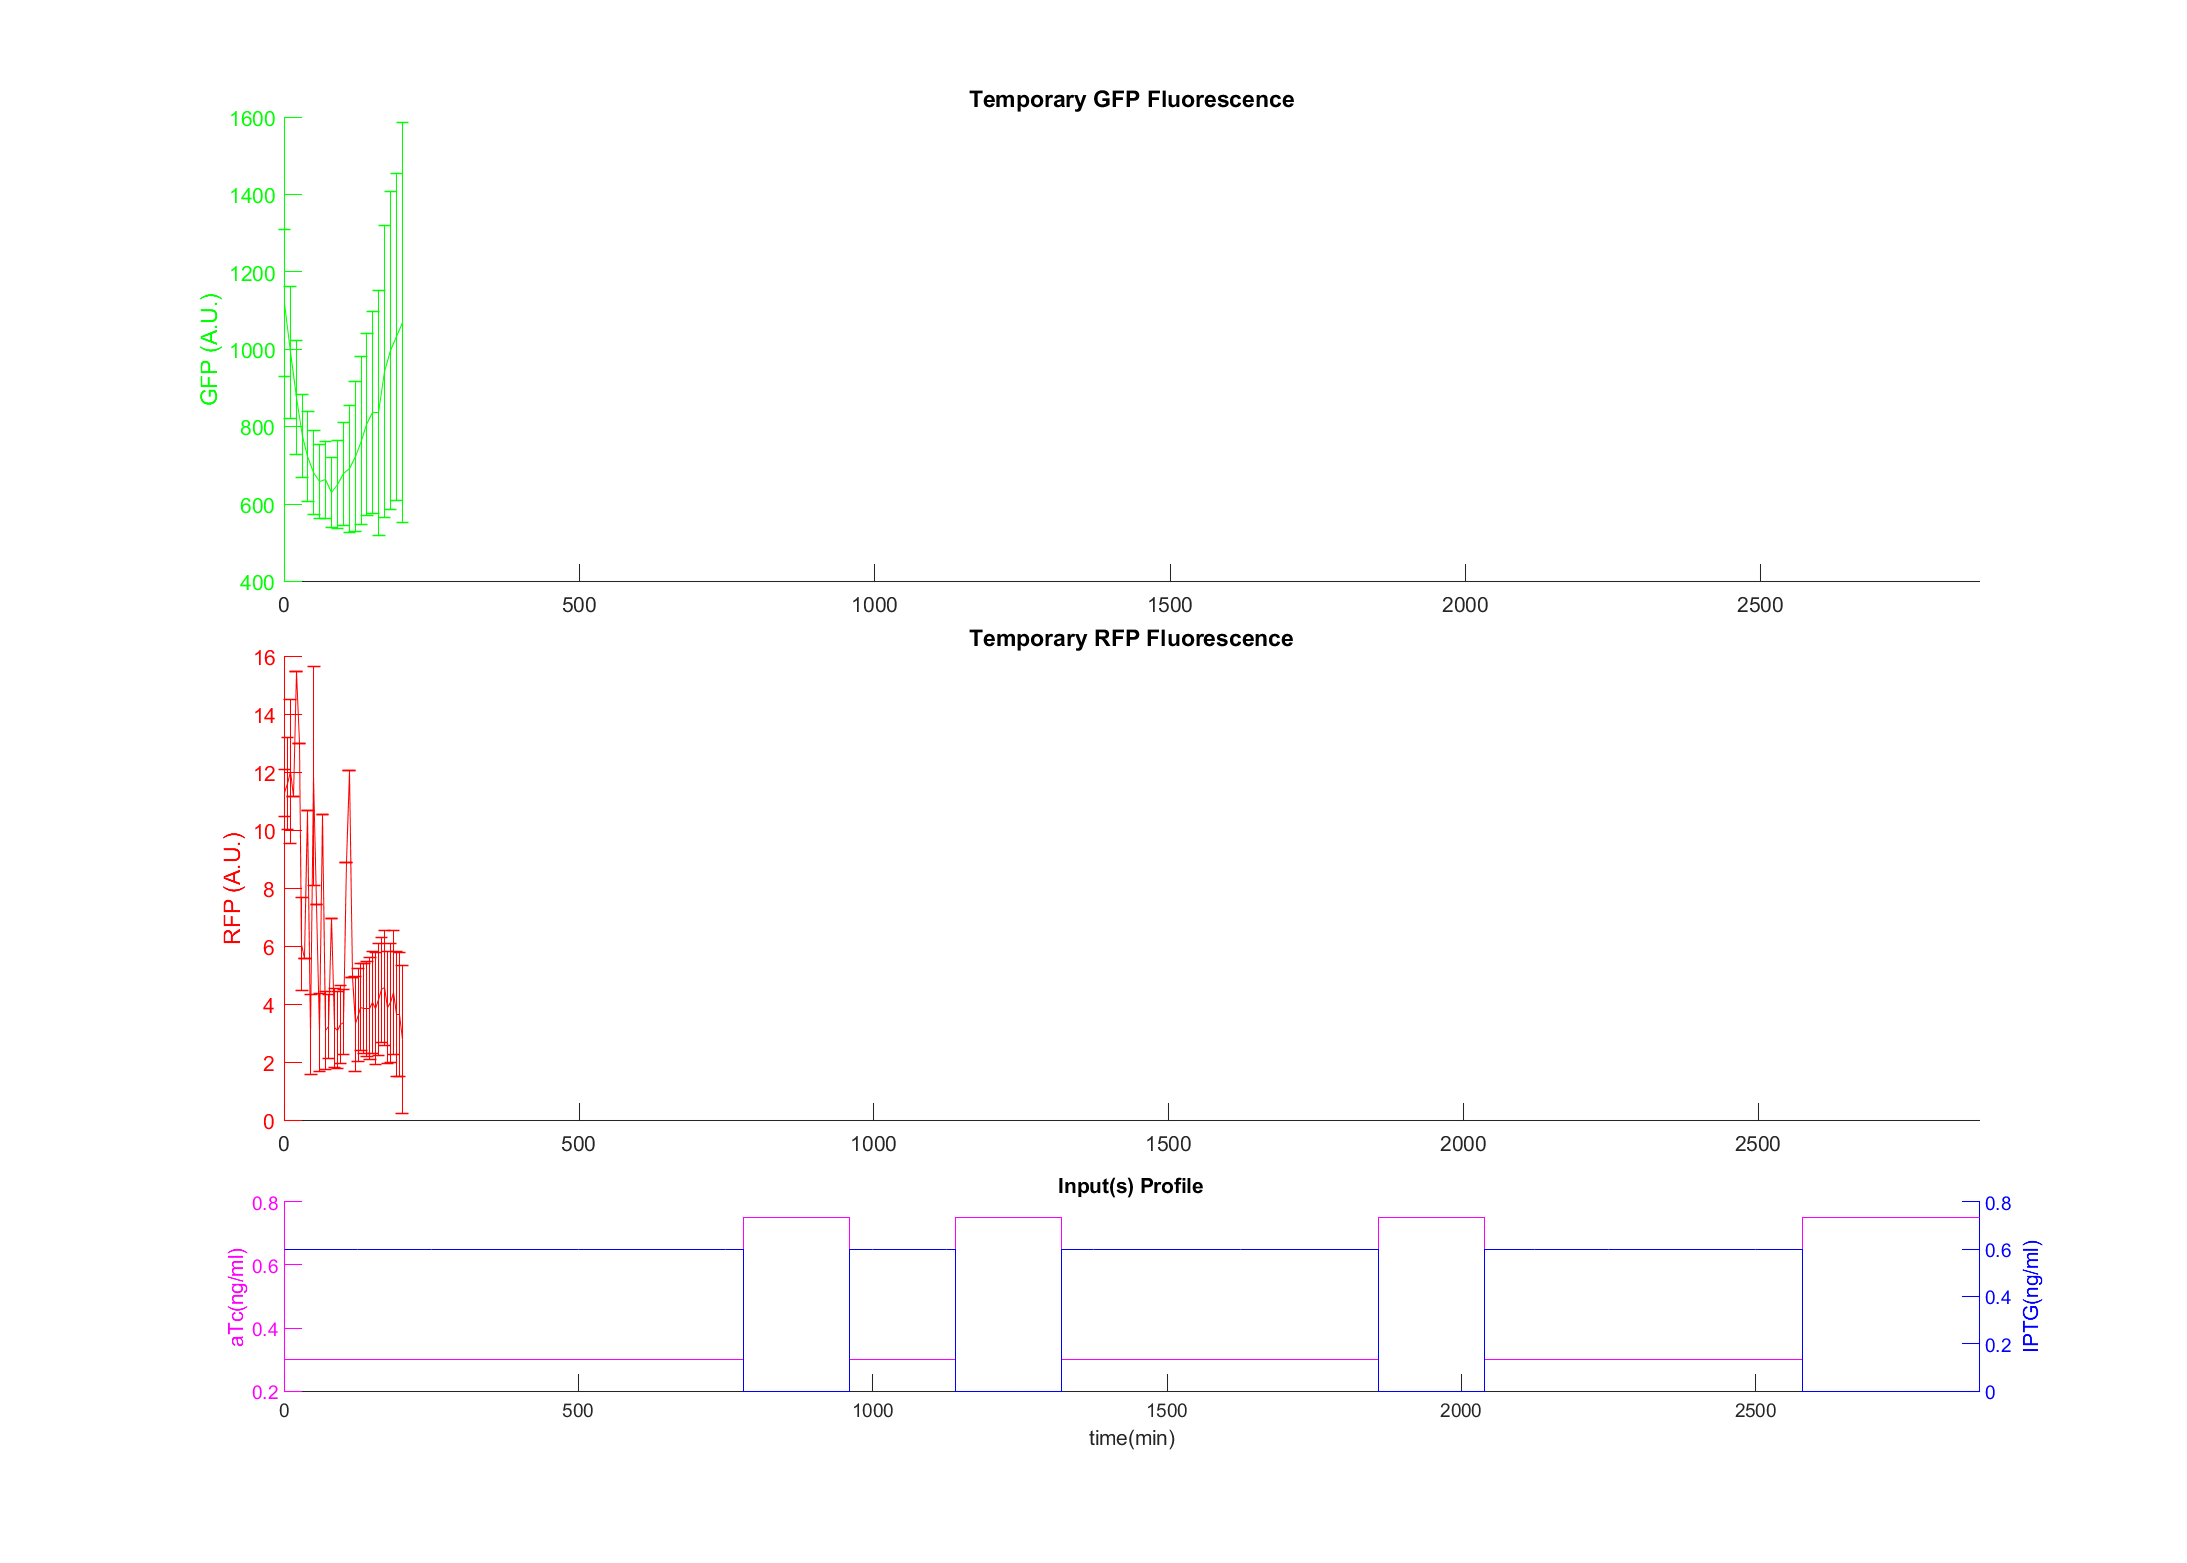 Temporary GFP Fluorescence
1600
1400
1200
1000
800
600
400
GFP (A.U.)
0 500 1000 1500 2000 2500
Temporary RFP Fluorescence
16
14
12
10
8
6
4
2
0
RFP (A.U.)
0 500 1000 1500 2000 2500
Input(s) Profile
0.8
0.6
0.4
0.2
aTc(ng/ml)
0.8
0.6
0.4
0.2
0
IPTG(ng/ml)
0 500 1000 1500 2000 2500
time(min)